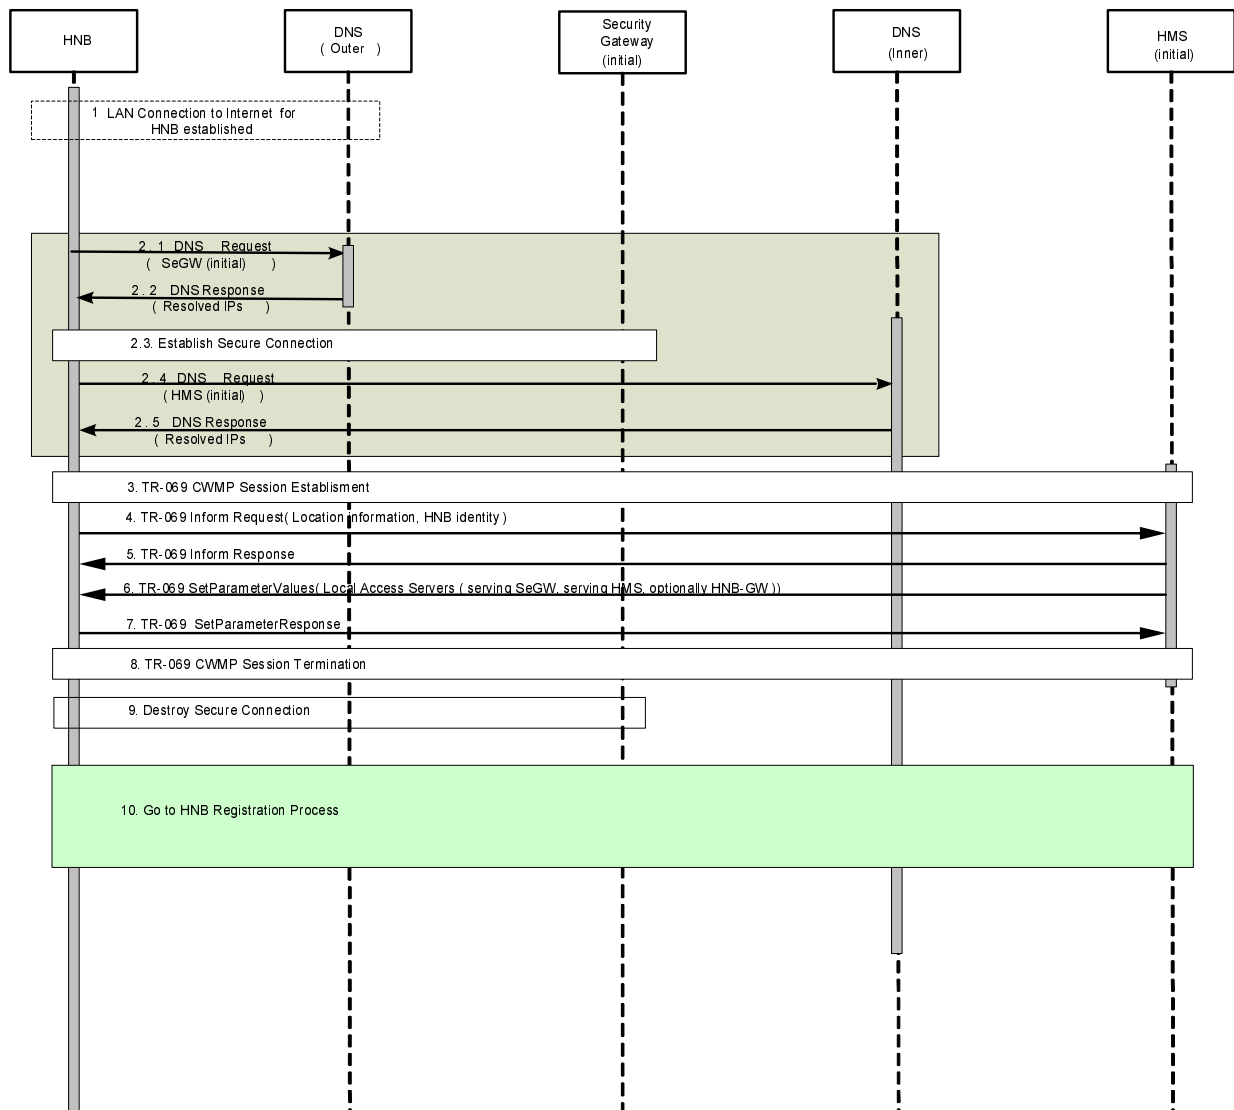 HNB
DNS
( Outer )
Security
Gateway
(initial)
DNS
(Inner)
HMS
(initial)
1 LAN Connection to Internet for
HNB established
2 . 1 DNS Request
( SeGW (initial) )
2 . 2 DNS Response
( Resolved IPs )
2.3. Establish Secure Connection
2 . 4 DNS Request
( HMS (initial) )
2 . 5 DNS Response
( Resolved IPs )
3. TR-069 CWMP Session Establisment
4. TR-069 Inform Request( Location information, HNB identity )
5. TR-069 Inform Response
6. TR-069 SetParameterValues( Local Access Servers ( serving SeGW, serving HMS, optionally HNB-GW ))
7. TR-069 SetParameterResponse
8. TR-069 CWMP Session Termination
9. Destroy Secure Connection
10. Go to HNB Registration Process